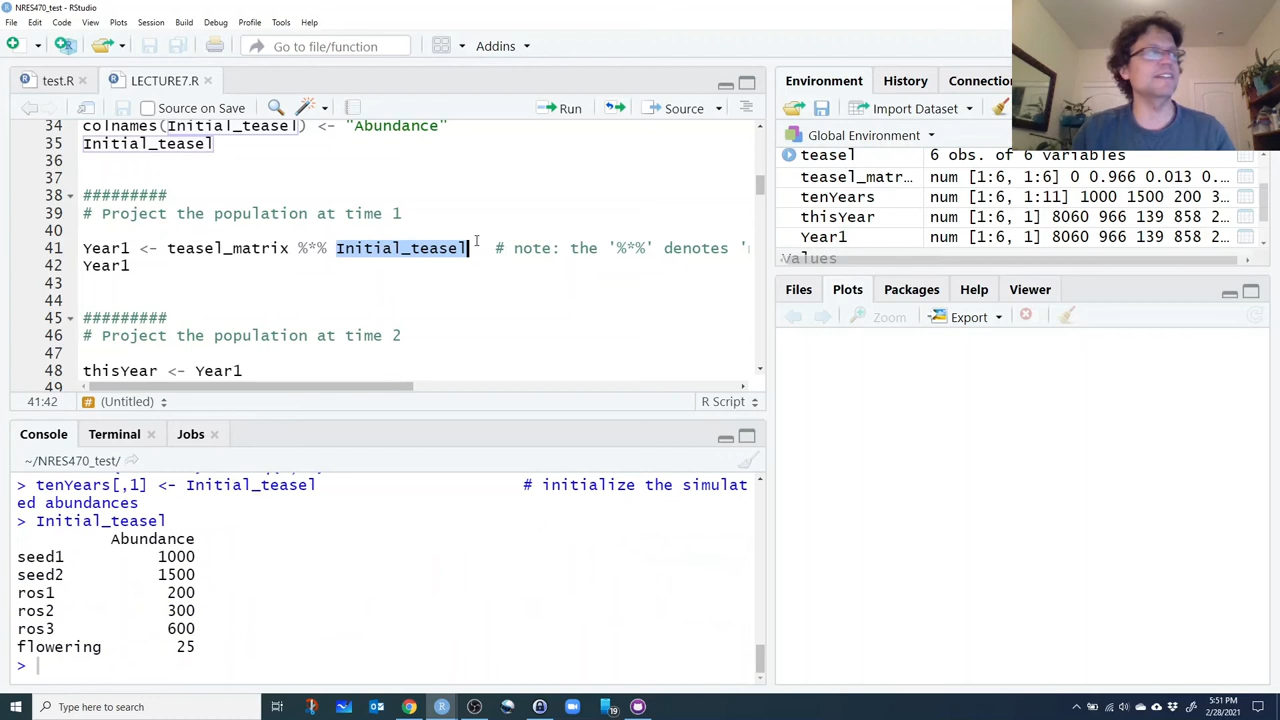 NRES470_test - RStudio
File Edit Code View Plots Session Build Debug Profile Tools Help
Go to file/function Addins
test.R LECTURE7.R
Source on Save Run Source
34 colnames(Initial_teasel) <- "Abundance"
35 Initial_teasel
36
37
38 #########
39 # Project the population at time 1
40
41 Year1 <- teasel_matrix %*% Initial_teasel # note: the '%*%' denotes '
42 Year1
43
44
45 #########
46 # Project the population at time 2
47
48 thisYear <- Year1
49
41:42 (Untitled) R Script
Console Terminal Jobs
~/NRES470_test/
> tenYears[,1] <- Initial_teasel # initialize the simulat
ed abundances
> Initial_teasel
Abundance
seed1 1000
seed2 1500
ros1 200
ros2 300
ros3 600
flowering 25
>
Environment History Connection
Import Dataset
Global Environment
teasel 6 obs. of 6 variables
teasel_matr… num [1:6, 1:6] 0 0.966 0.013 0.…
tenYears num [1:6, 1:11] 1000 1500 200 3…
thisYear num [1:6, 1] 8060 966 139 858 2…
Year1 num [1:6, 1] 8060 966 139 858 2…
Values
Files Plots Packages Help Viewer
Zoom Export
Type here to search
19
5:51 PM
2/28/2021